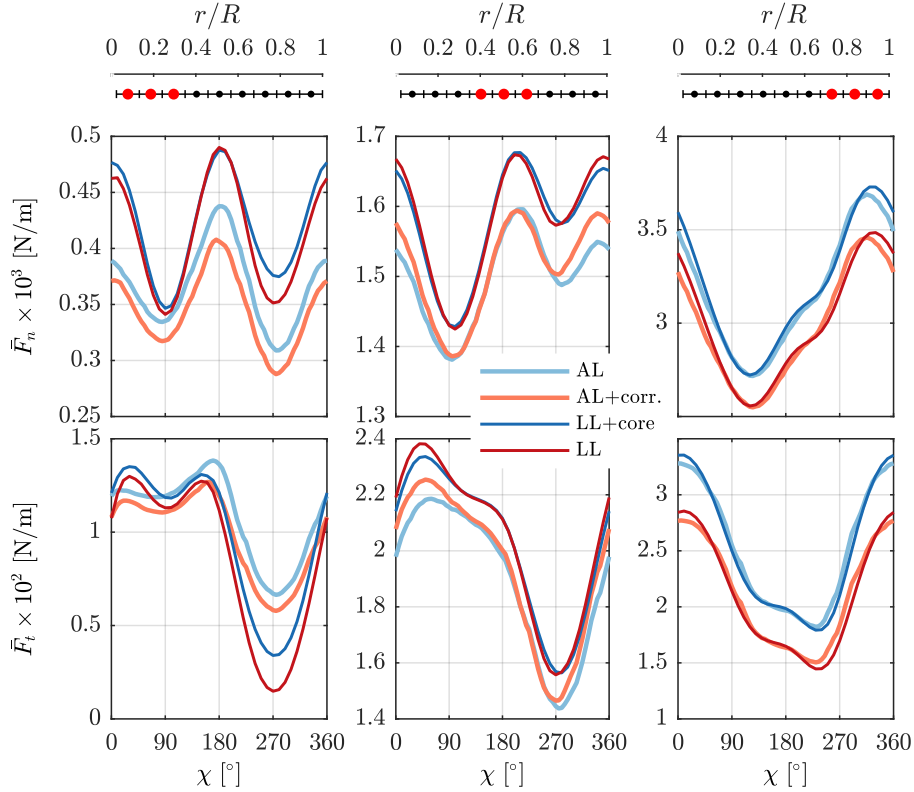 r/R r/R r/R
0 0.2 0.4 0.6 0.8 1 0 0.2 0.4 0.6 0.8 1 0 0.2 0.4 0.6 0.8 1
0.5 1.7 4
0.45
1.6 3.5
0.4
1.5
0.35 3
1.4
0.3
0.25 1.3 2.5
F̄ₙ × 10³ [N/m]
AL
AL+corr.
LL+core
LL
1.5 2.4
3
2.2
1 2.5
2
2
1.8
0.5
1.6 1.5
0 1.4 1
F̄ₜ × 10² [N/m]
0 90 180 270 360 0 90 180 270 360 0 90 180 270 360
χ [°] χ [°] χ [°]